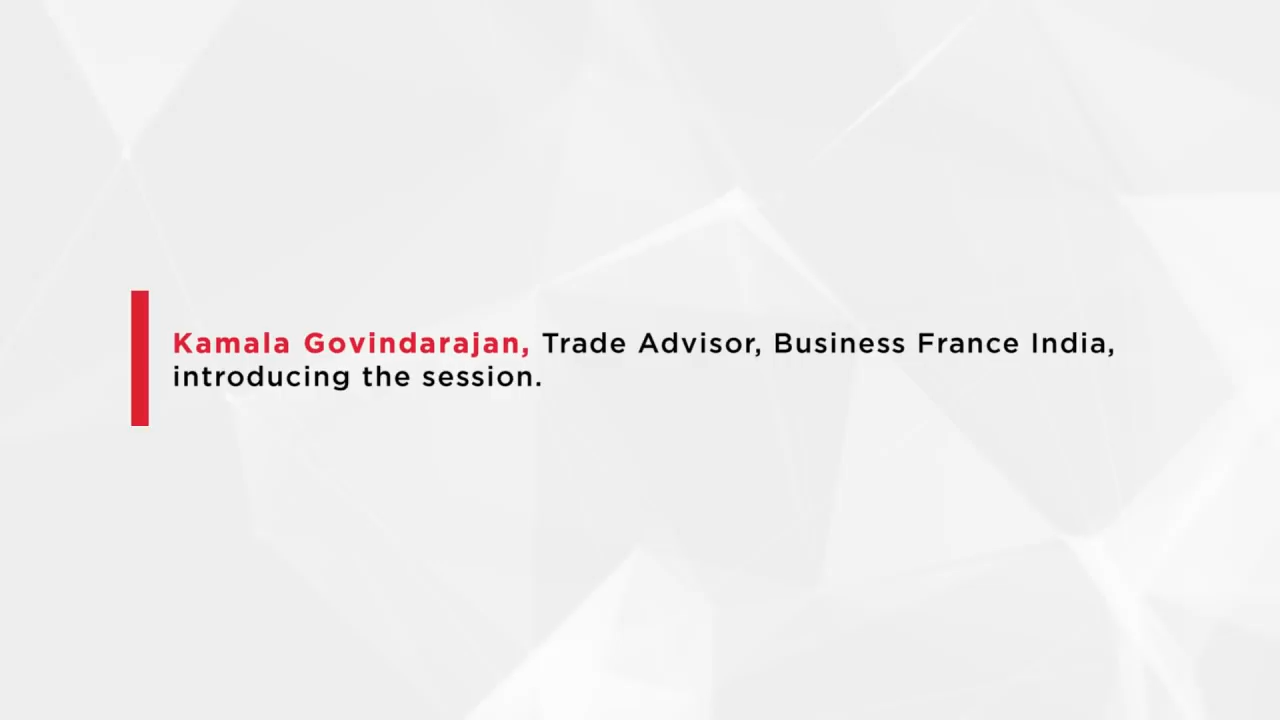 Kamala Govindarajan, Trade Advisor, Business France India,
introducing the session.